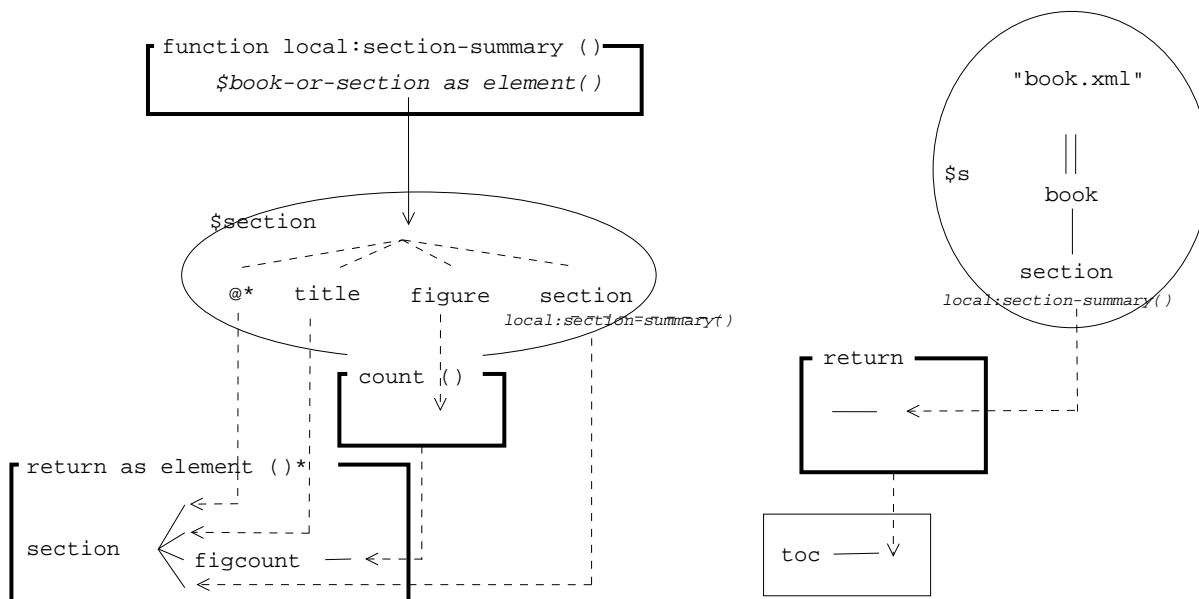 function local:section-summary ()
$book-or-section as element()
$section
@* title figure section
local:section-summary()
count ()
return as element ()*
section
figcount
"book.xml"
$s
book
section
local:section-summary()
return
toc